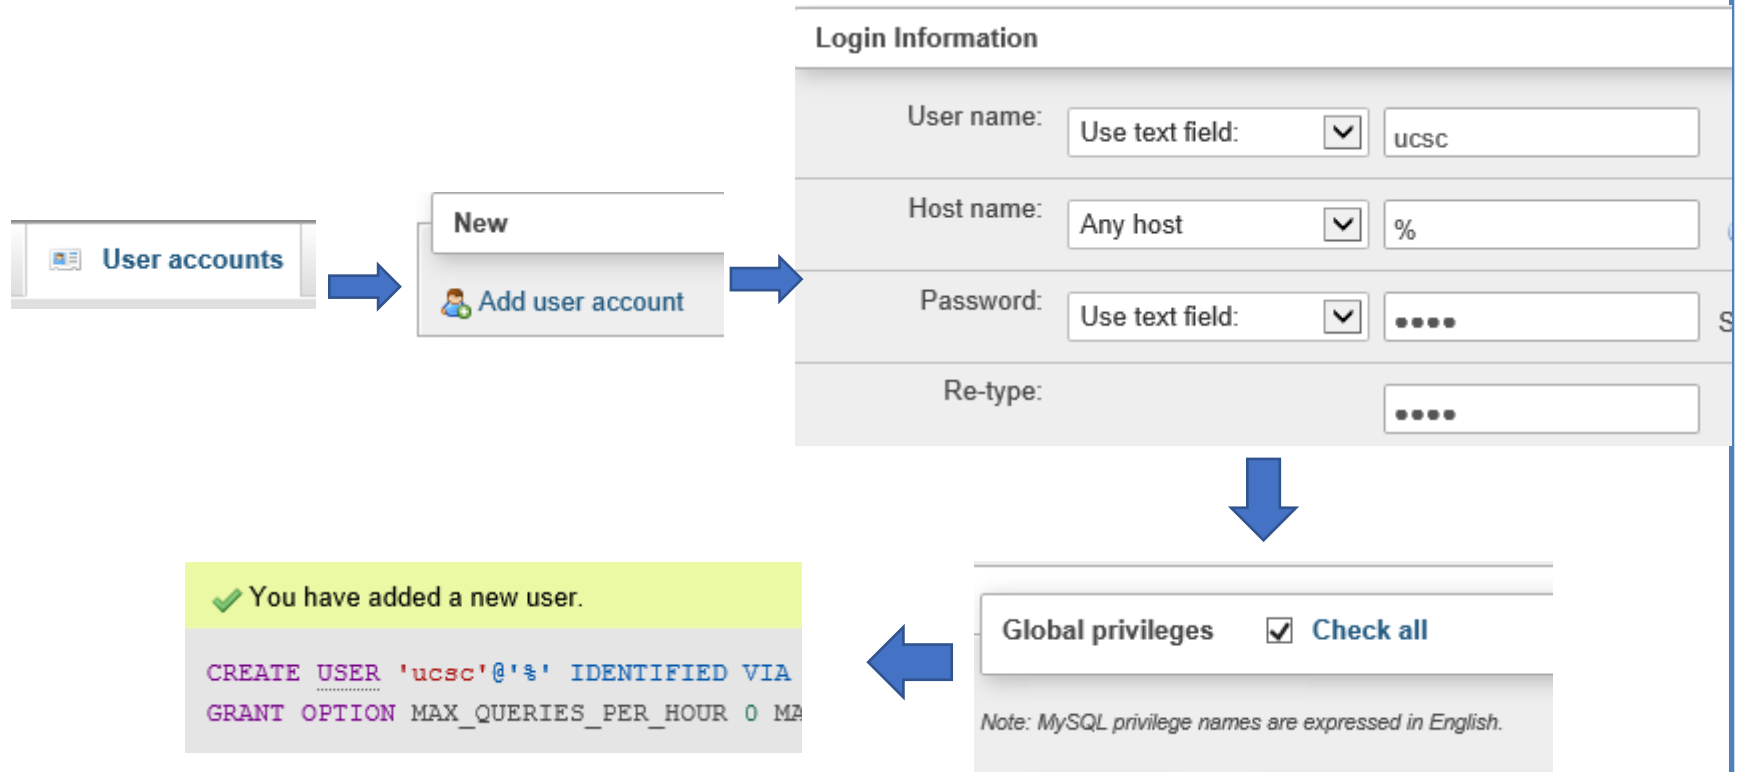 User accounts
New
Add user account
Login Information
User name:
Use text field:
ucsc
Host name:
Any host
%
Password:
Use text field:
S
Re-type:
Global privileges
Check all
Note: MySQL privilege names are expressed in English.
You have added a new user.
CREATE USER 'ucsc'@'%' IDENTIFIED VIA
GRANT OPTION MAX_QUERIES_PER_HOUR 0 MA